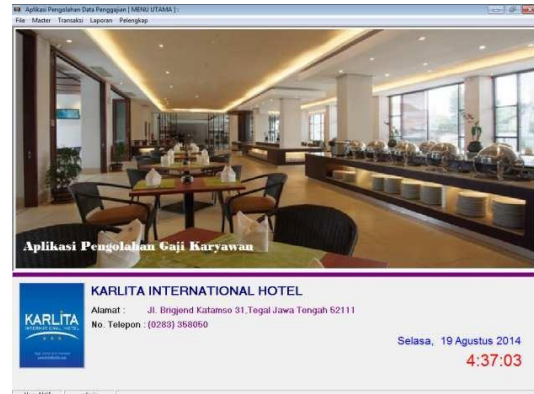 Aplikasi Pengolahan Data Penggajian [ MENU UTAMA ] :
File Master Transaksi Laporan Pelengkap
Aplikasi Pengolahan Gaji Karyawan
KARLITA INTERNATIONAL HOTEL
Alamat : Jl. Brigjend Katamso 31,Tegal Jawa Tengah 52111
No. Telepon : (0283) 358050
KARLITA
INTERNATIONAL HOTEL
Selasa, 19 Agustus 2014
4:37:03